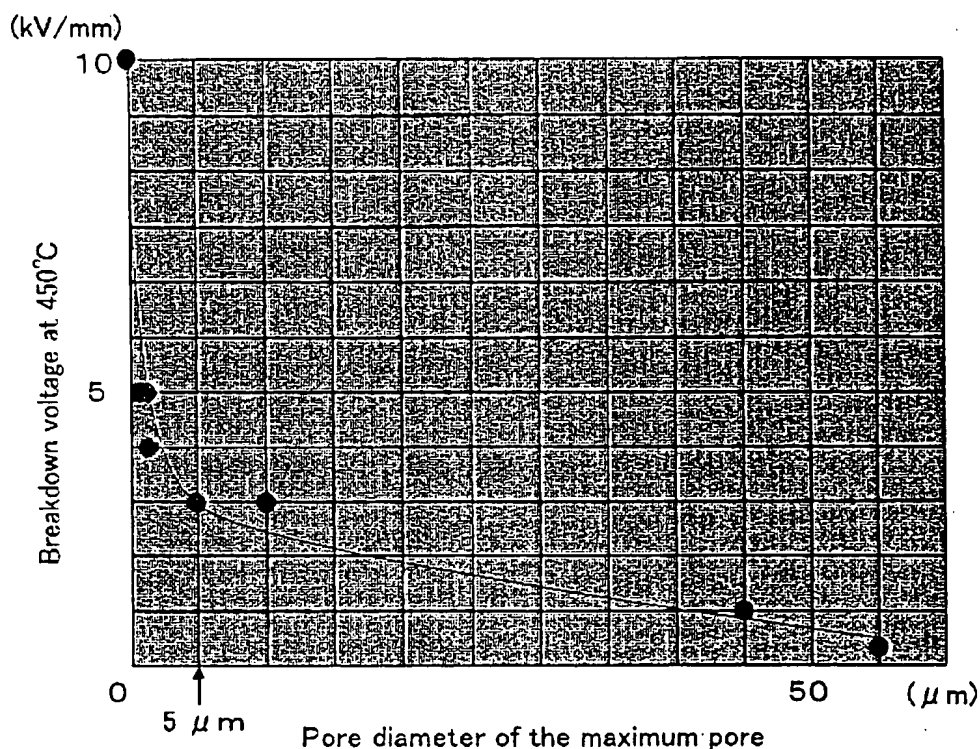 (kV/mm)
10
Breakdown voltage at 450°C
5
0
50
(μm)
5 μm
Pore diameter of the maximum pore